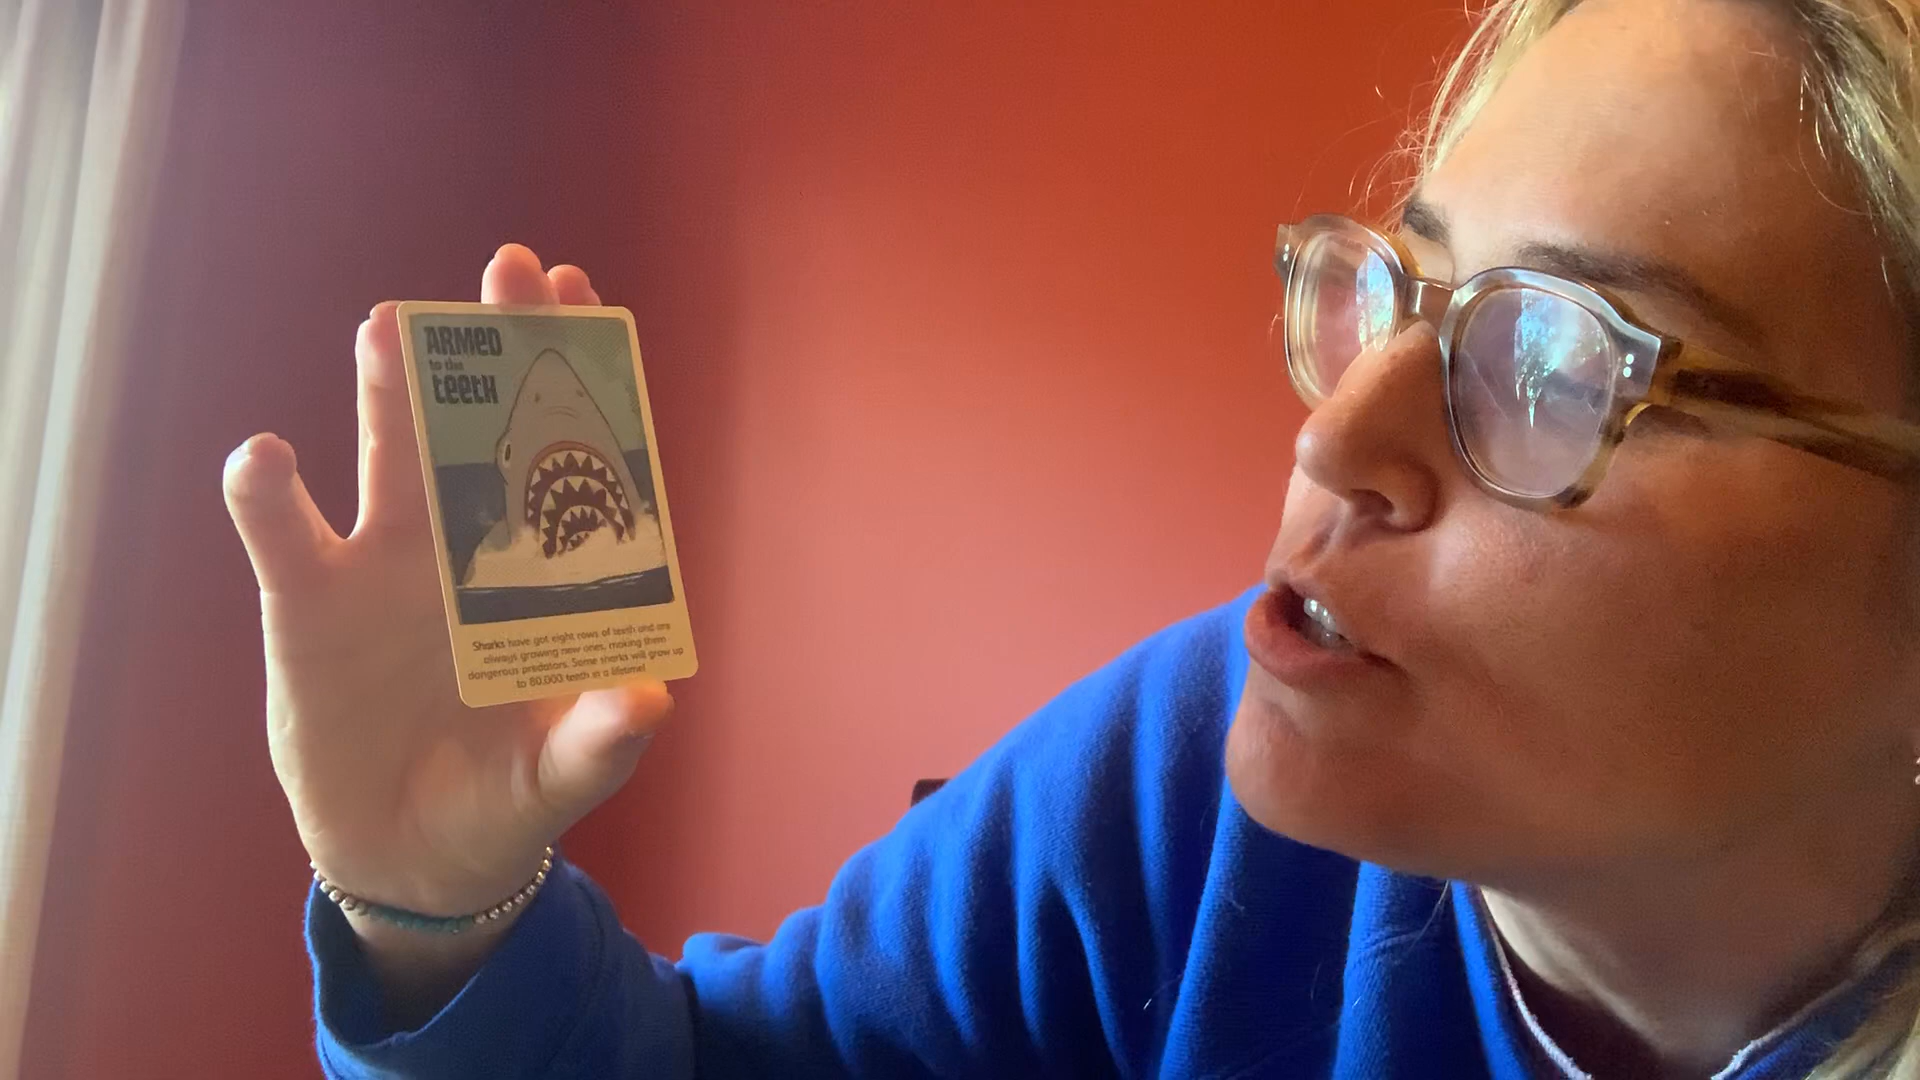 ARMED
to the
teeth
Sharks have got eight rows of teeth and are
always growing new ones, making them
dangerous predators. Some sharks will grow up
to 80,000 teeth in a lifetime!